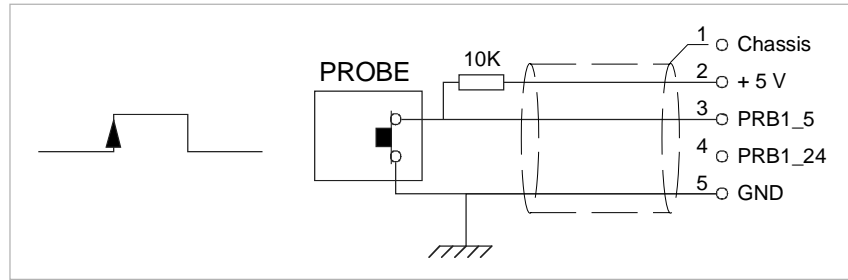 PROBE
10K
1 Chassis
2 + 5 V
3 PRB1_5
4 PRB1_24
5 GND